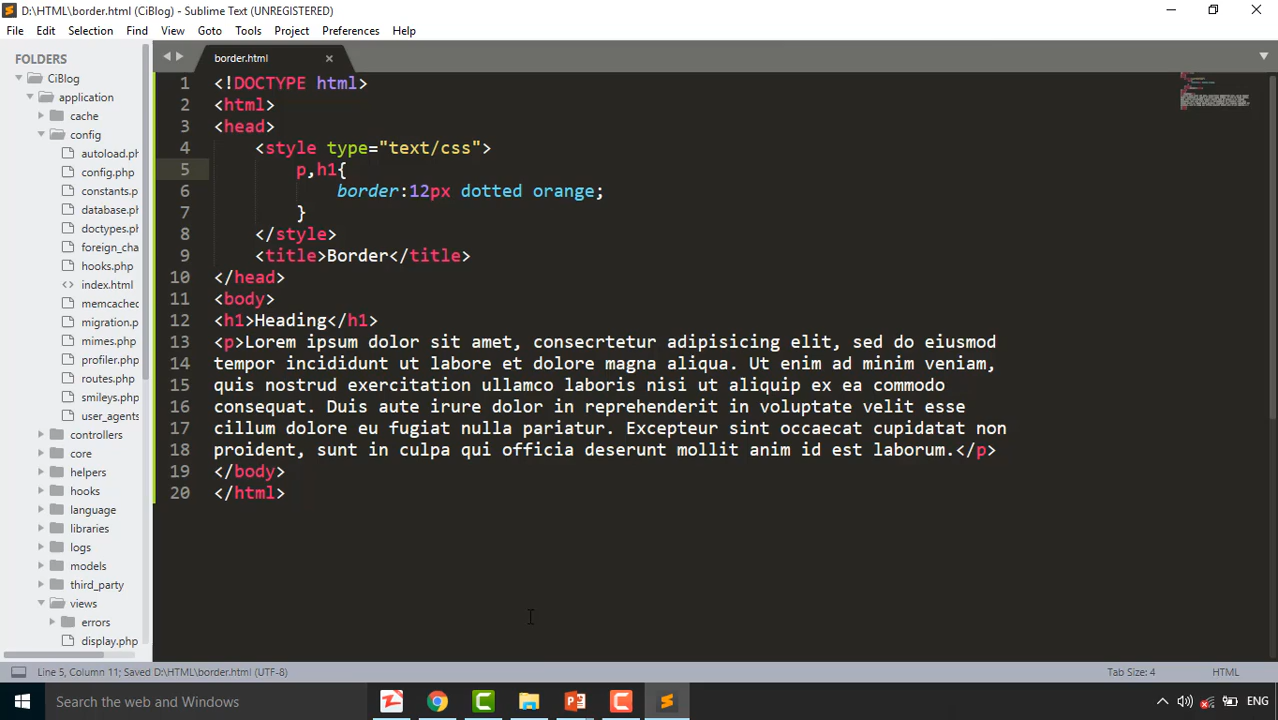 D:\HTML\border.html (CiBlog) - Sublime Text (UNREGISTERED)
File Edit Selection Find View Goto Tools Project Preferences Help
FOLDERS
CiBlog
application
cache
config
autoload.ph
config.php
constants.p
database.ph
doctypes.ph
foreign_cha
hooks.php
index.html
memcached
migration.p
mimes.php
profiler.php
routes.php
smileys.php
user_agents
controllers
core
helpers
hooks
language
libraries
logs
models
third_party
views
errors
display.php
border.html
1 <!DOCTYPE html>
2 <html>
3 <head>
4 <style type="text/css">
5 p,h1{
6 border:12px dotted orange;
7 }
8 </style>
9 <title>Border</title>
10 </head>
11 <body>
12 <h1>Heading</h1>
13 <p>Lorem ipsum dolor sit amet, consecrtetur adipisicing elit, sed do eiusmod
14 tempor incididunt ut labore et dolore magna aliqua. Ut enim ad minim veniam,
15 quis nostrud exercitation ullamco laboris nisi ut aliquip ex ea commodo
16 consequat. Duis aute irure dolor in reprehenderit in voluptate velit esse
17 cillum dolore eu fugiat nulla pariatur. Excepteur sint occaecat cupidatat non
18 proident, sunt in culpa qui officia deserunt mollit anim id est laborum.</p>
19 </body>
20 </html>
Line 5, Column 11; Saved D:\HTML\border.html (UTF-8)
Tab Size: 4
HTML
Search the web and Windows
ENG